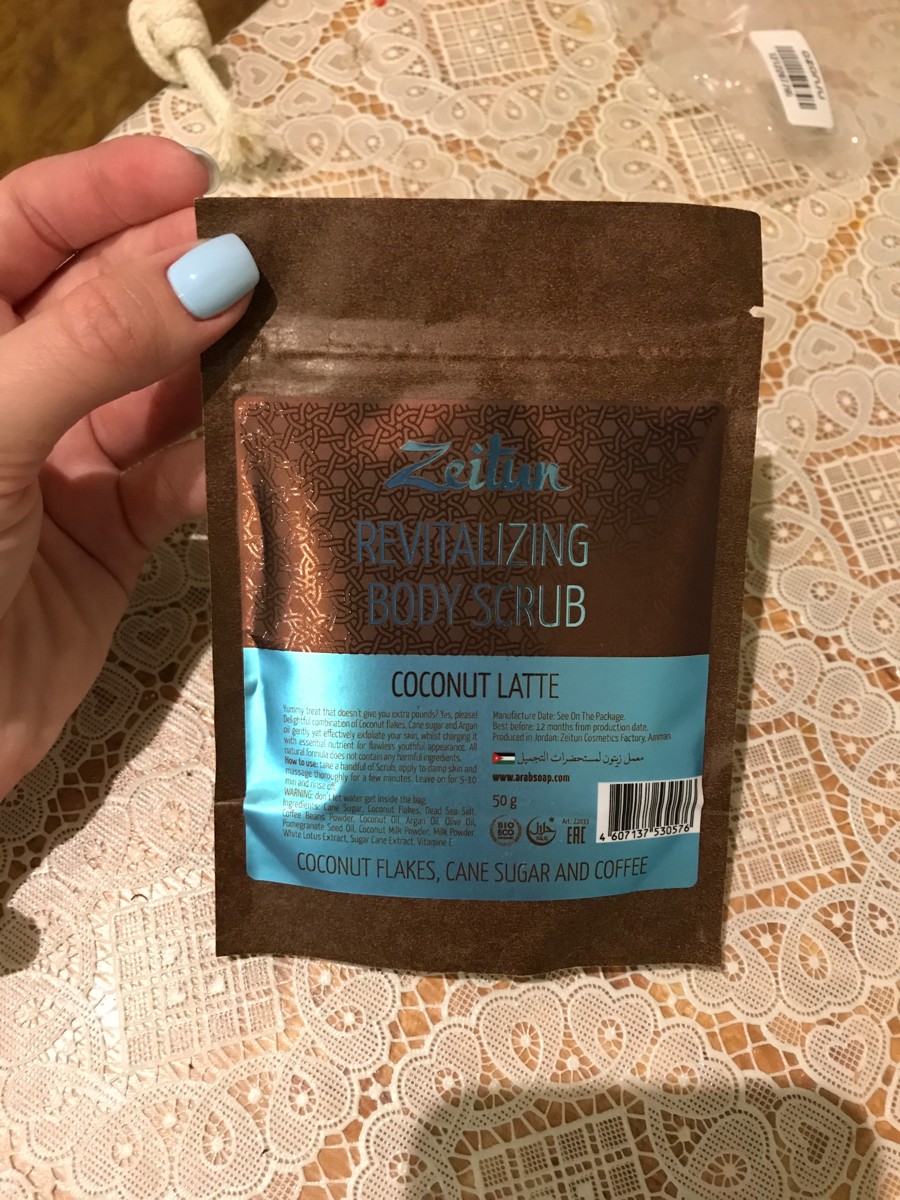 Zeitun
REVITALIZING
BODY SCRUB
COCONUT LATTE
Yummy treat that doesn't give you extra pounds? Yes, please!
Delightful combination of Coconut flakes, Cane sugar and Argan
oil gently yet effectively exfoliate your skin, whilst charging it
with essential nutrient for flawless youthful appearance. All
natural formula does not contain any harmful ingredients.
How to use: take a handful of Scrub, apply to damp skin and
massage thoroughly for a few minutes. Leave on for 5-10
min and rinse off.
WARNING: don't let water get inside the bag.
Ingredients: Cane Sugar, Coconut Flakes, Dead Sea Salt,
Coffee Beans Powder, Coconut Oil, Argan Oil, Olive Oil,
Pomegranate Seed Oil, Coconut Milk Powder, Milk Powder,
White Lotus Extract, Sugar Cane Extract, Vitamine E
Manufacture Date: See On The Package.
Best before: 12 months from production date.
Produced in Jordan: Zeitun Cosmetics Factory, Amman.
معمل زيتون لمستحضرات التجميل
www.arabsoap.com
50 g
BIO
ECO
حلال
EAC
Art.: Z2033
4 607137 530576
COCONUT FLAKES, CANE SUGAR AND COFFEE